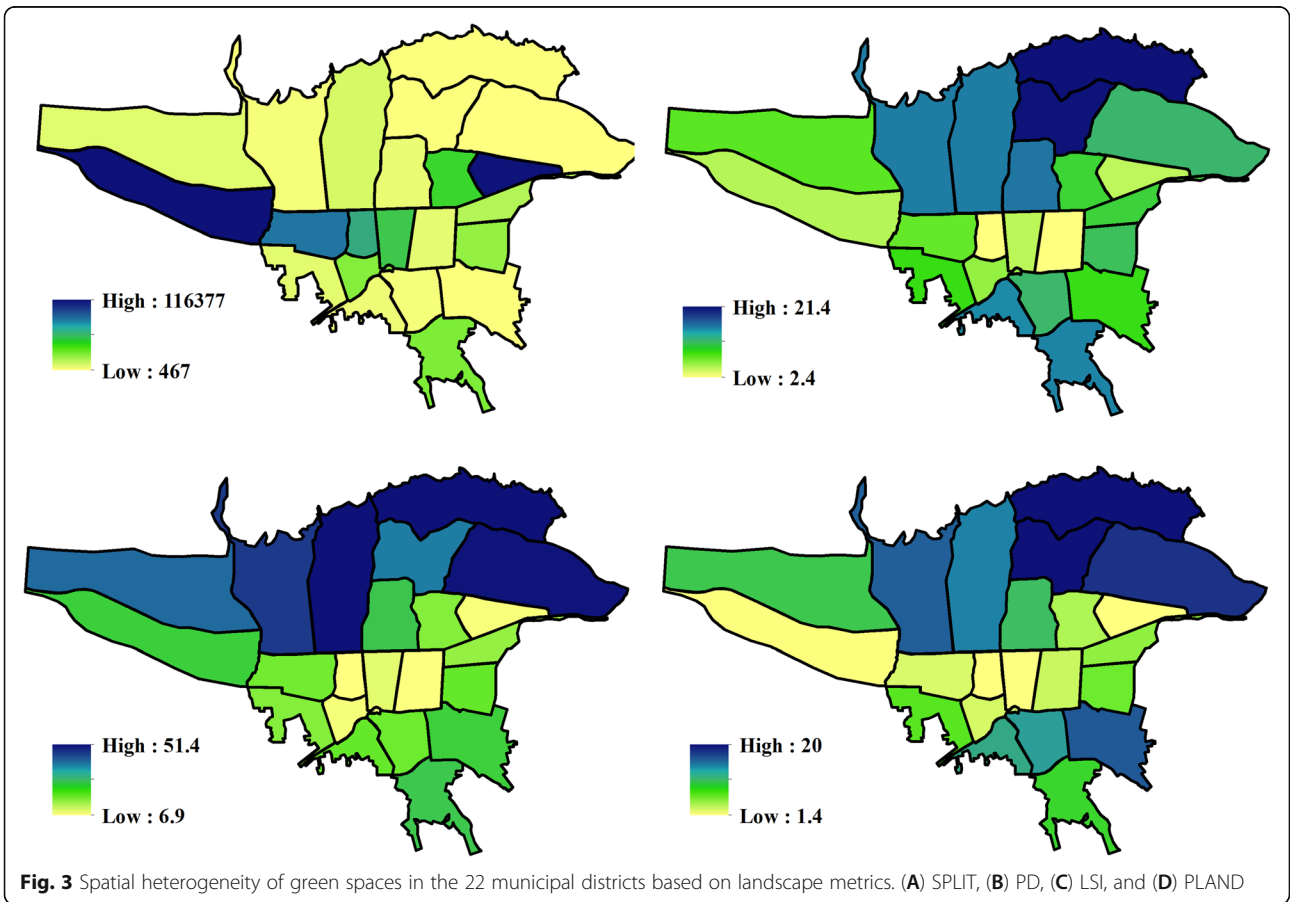 High : 116377
Low : 467
High : 21.4
Low : 2.4
High : 51.4
Low : 6.9
High : 20
Low : 1.4
Fig. 3 Spatial heterogeneity of green spaces in the 22 municipal districts based on landscape metrics. (A) SPLIT, (B) PD, (C) LSI, and (D) PLAND